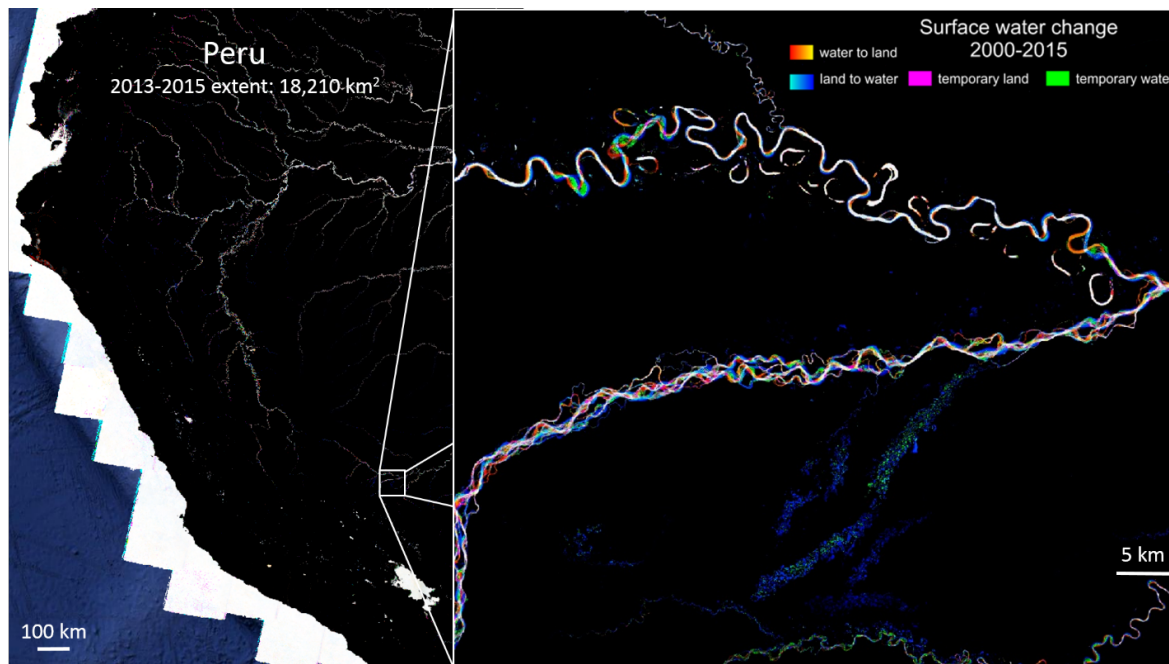 Peru
2013-2015 extent: 18,210 km²
100 km
Surface water change
2000-2015
water to land
land to water temporary land temporary water
5 km